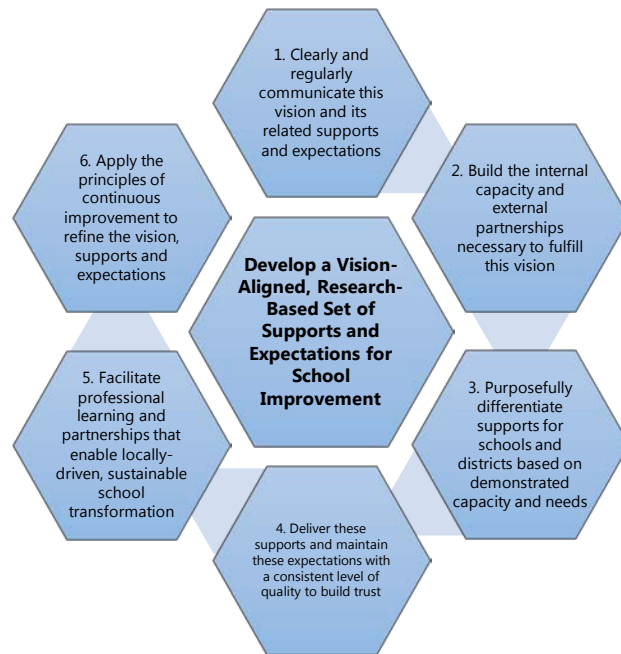 1. Clearly and
regularly
communicate this
vision and its
related supports
and expectations
2. Build the internal
capacity and
external
partnerships
necessary to fulfill
this vision
3. Purposefully
differentiate
supports for
schools and
districts based on
demonstrated
capacity and needs
4. Deliver these
supports and maintain
these expectations with
a consistent level of
quality to build trust
5. Facilitate
professional
learning and
partnerships that
enable locally-
driven, sustainable
school
transformation
6. Apply the
principles of
continuous
improvement to
refine the vision,
supports and
expectations
Develop a Vision-
Aligned, Research-
Based Set of
Supports and
Expectations for
School
Improvement